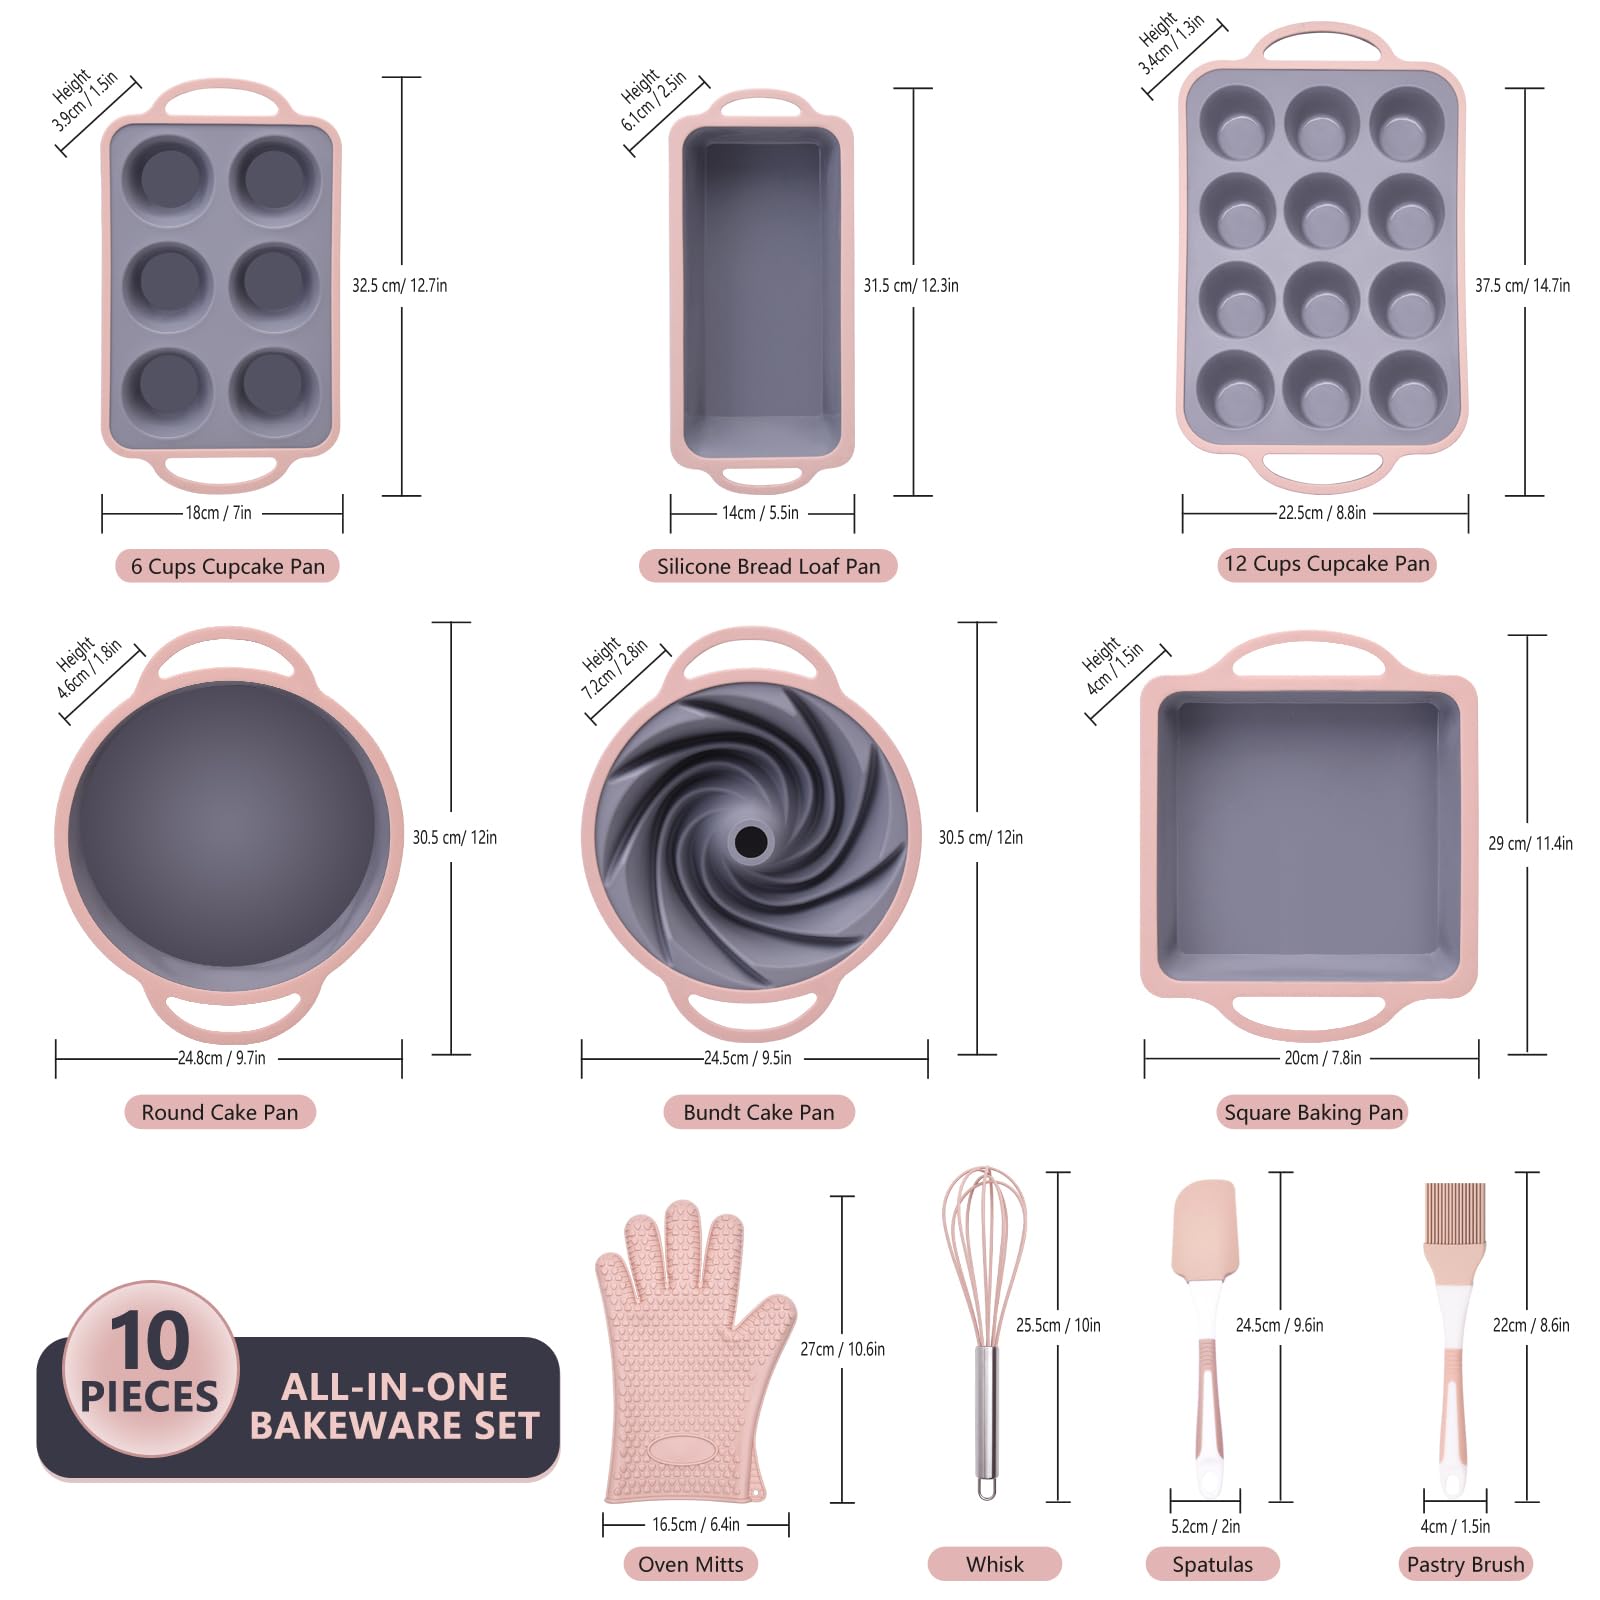 Height
3.9cm / 1.5in
32.5 cm/ 12.7in
18cm / 7in
6 Cups Cupcake Pan
Height
6.1cm / 2.5in
31.5 cm/ 12.3in
14cm / 5.5in
Silicone Bread Loaf Pan
Height
3.4cm / 1.3in
37.5 cm/ 14.7in
22.5cm / 8.8in
12 Cups Cupcake Pan
Height
4.6cm / 1.8in
30.5 cm/ 12in
24.8cm / 9.7in
Round Cake Pan
Height
7.2cm / 2.8in
30.5 cm/ 12in
24.5cm / 9.5in
Bundt Cake Pan
Height
4cm / 1.5in
29 cm/ 11.4in
20cm / 7.8in
Square Baking Pan
10
PIECES
ALL-IN-ONE
BAKEWARE SET
27cm / 10.6in
16.5cm / 6.4in
Oven Mitts
25.5cm / 10in
Whisk
24.5cm / 9.6in
5.2cm / 2in
Spatulas
22cm / 8.6in
4cm / 1.5in
Pastry Brush